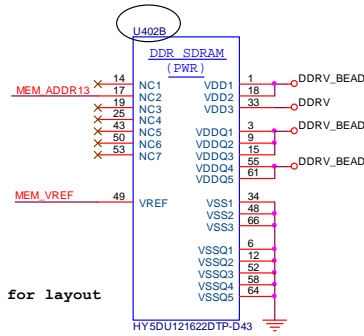 U402B
DDR SDRAM
(PWR)
14 NC1 VDD1 1 DDRV_BEAD
MEM_ADDR13 17 NC2 VDD2 18
19 NC3 VDD3 33 DDRV
25 NC4
43 NC5 VDDQ1 3 DDRV_BEAD
50 NC6 VDDQ2 9
53 NC7 VDDQ3 15
VDDQ4 55 DDRV_BEAD
VDDQ5 61
MEM_VREF 49 VREF VSS1 34
VSS2 48
VSS3 66
VSSQ1 6
VSSQ2 12
VSSQ3 52
VSSQ4 58
VSSQ5 64
for layout
HY5DU121622DTP-D43